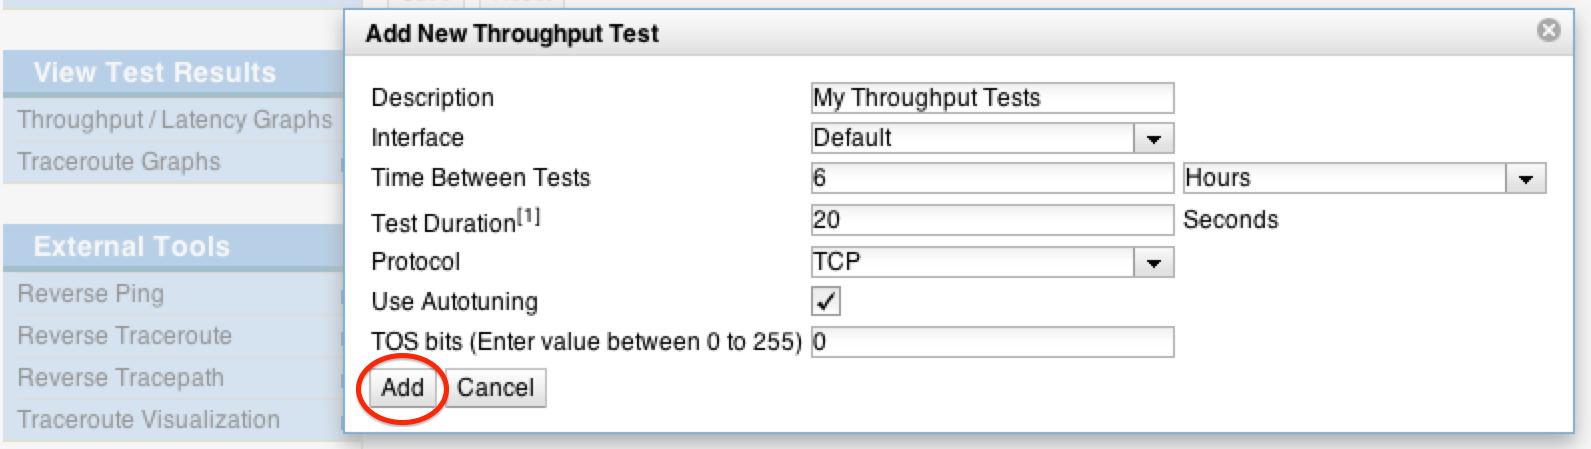 Add New Throughput Test
View Test Results
Throughput / Latency Graphs
Traceroute Graphs
External Tools
Reverse Ping
Reverse Traceroute
Reverse Tracepath
Traceroute Visualization
Description My Throughput Tests
Interface Default
Time Between Tests 6 Hours
Test Duration[1] 20 Seconds
Protocol TCP
Use Autotuning
TOS bits (Enter value between 0 to 255) 0
Add Cancel